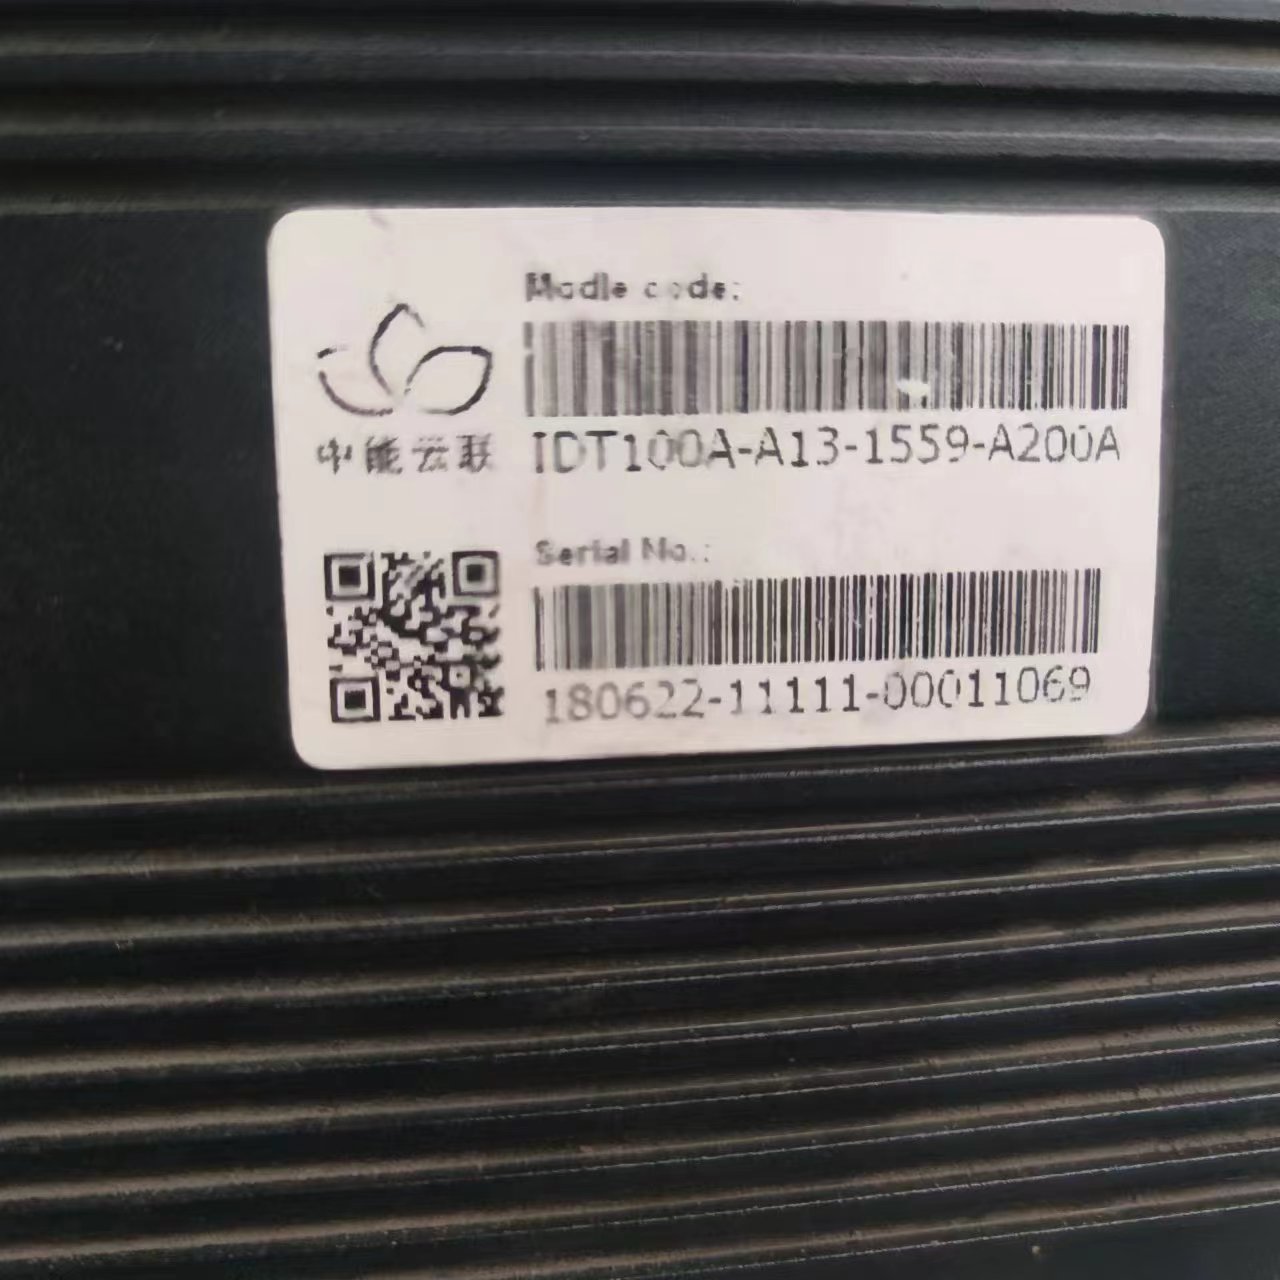 Modle code:
中能云联
IDT100A-A13-1559-A200A
Serial No.:
180622-11111-00011069